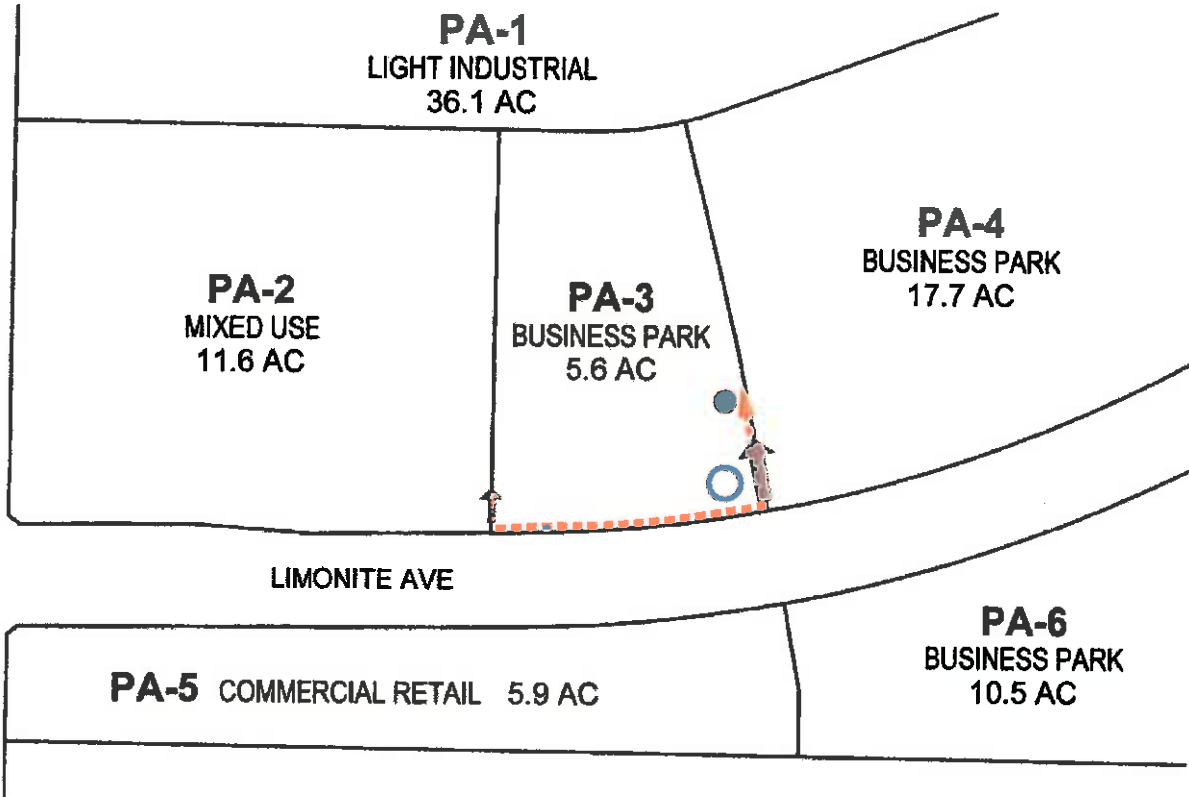 PA-1
LIGHT INDUSTRIAL
36.1 AC
PA-2
MIXED USE
11.6 AC
PA-3
BUSINESS PARK
5.6 AC
PA-4
BUSINESS PARK
17.7 AC
LIMONITE AVE
PA-5 COMMERCIAL RETAIL 5.9 AC
PA-6
BUSINESS PARK
10.5 AC